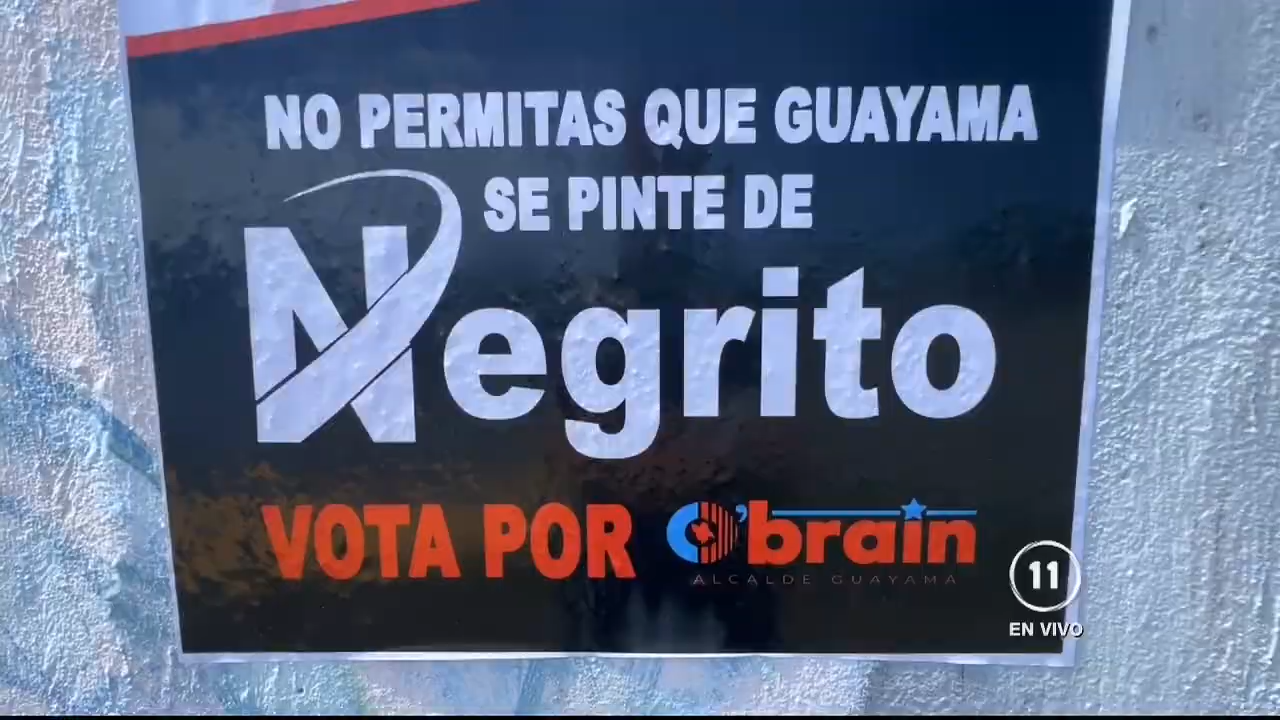 NO PERMITAS QUE GUAYAMA
SE PINTE DE
Negrito
VOTA POR O'brain
ALCALDE GUAYAMA
11
EN VIVO